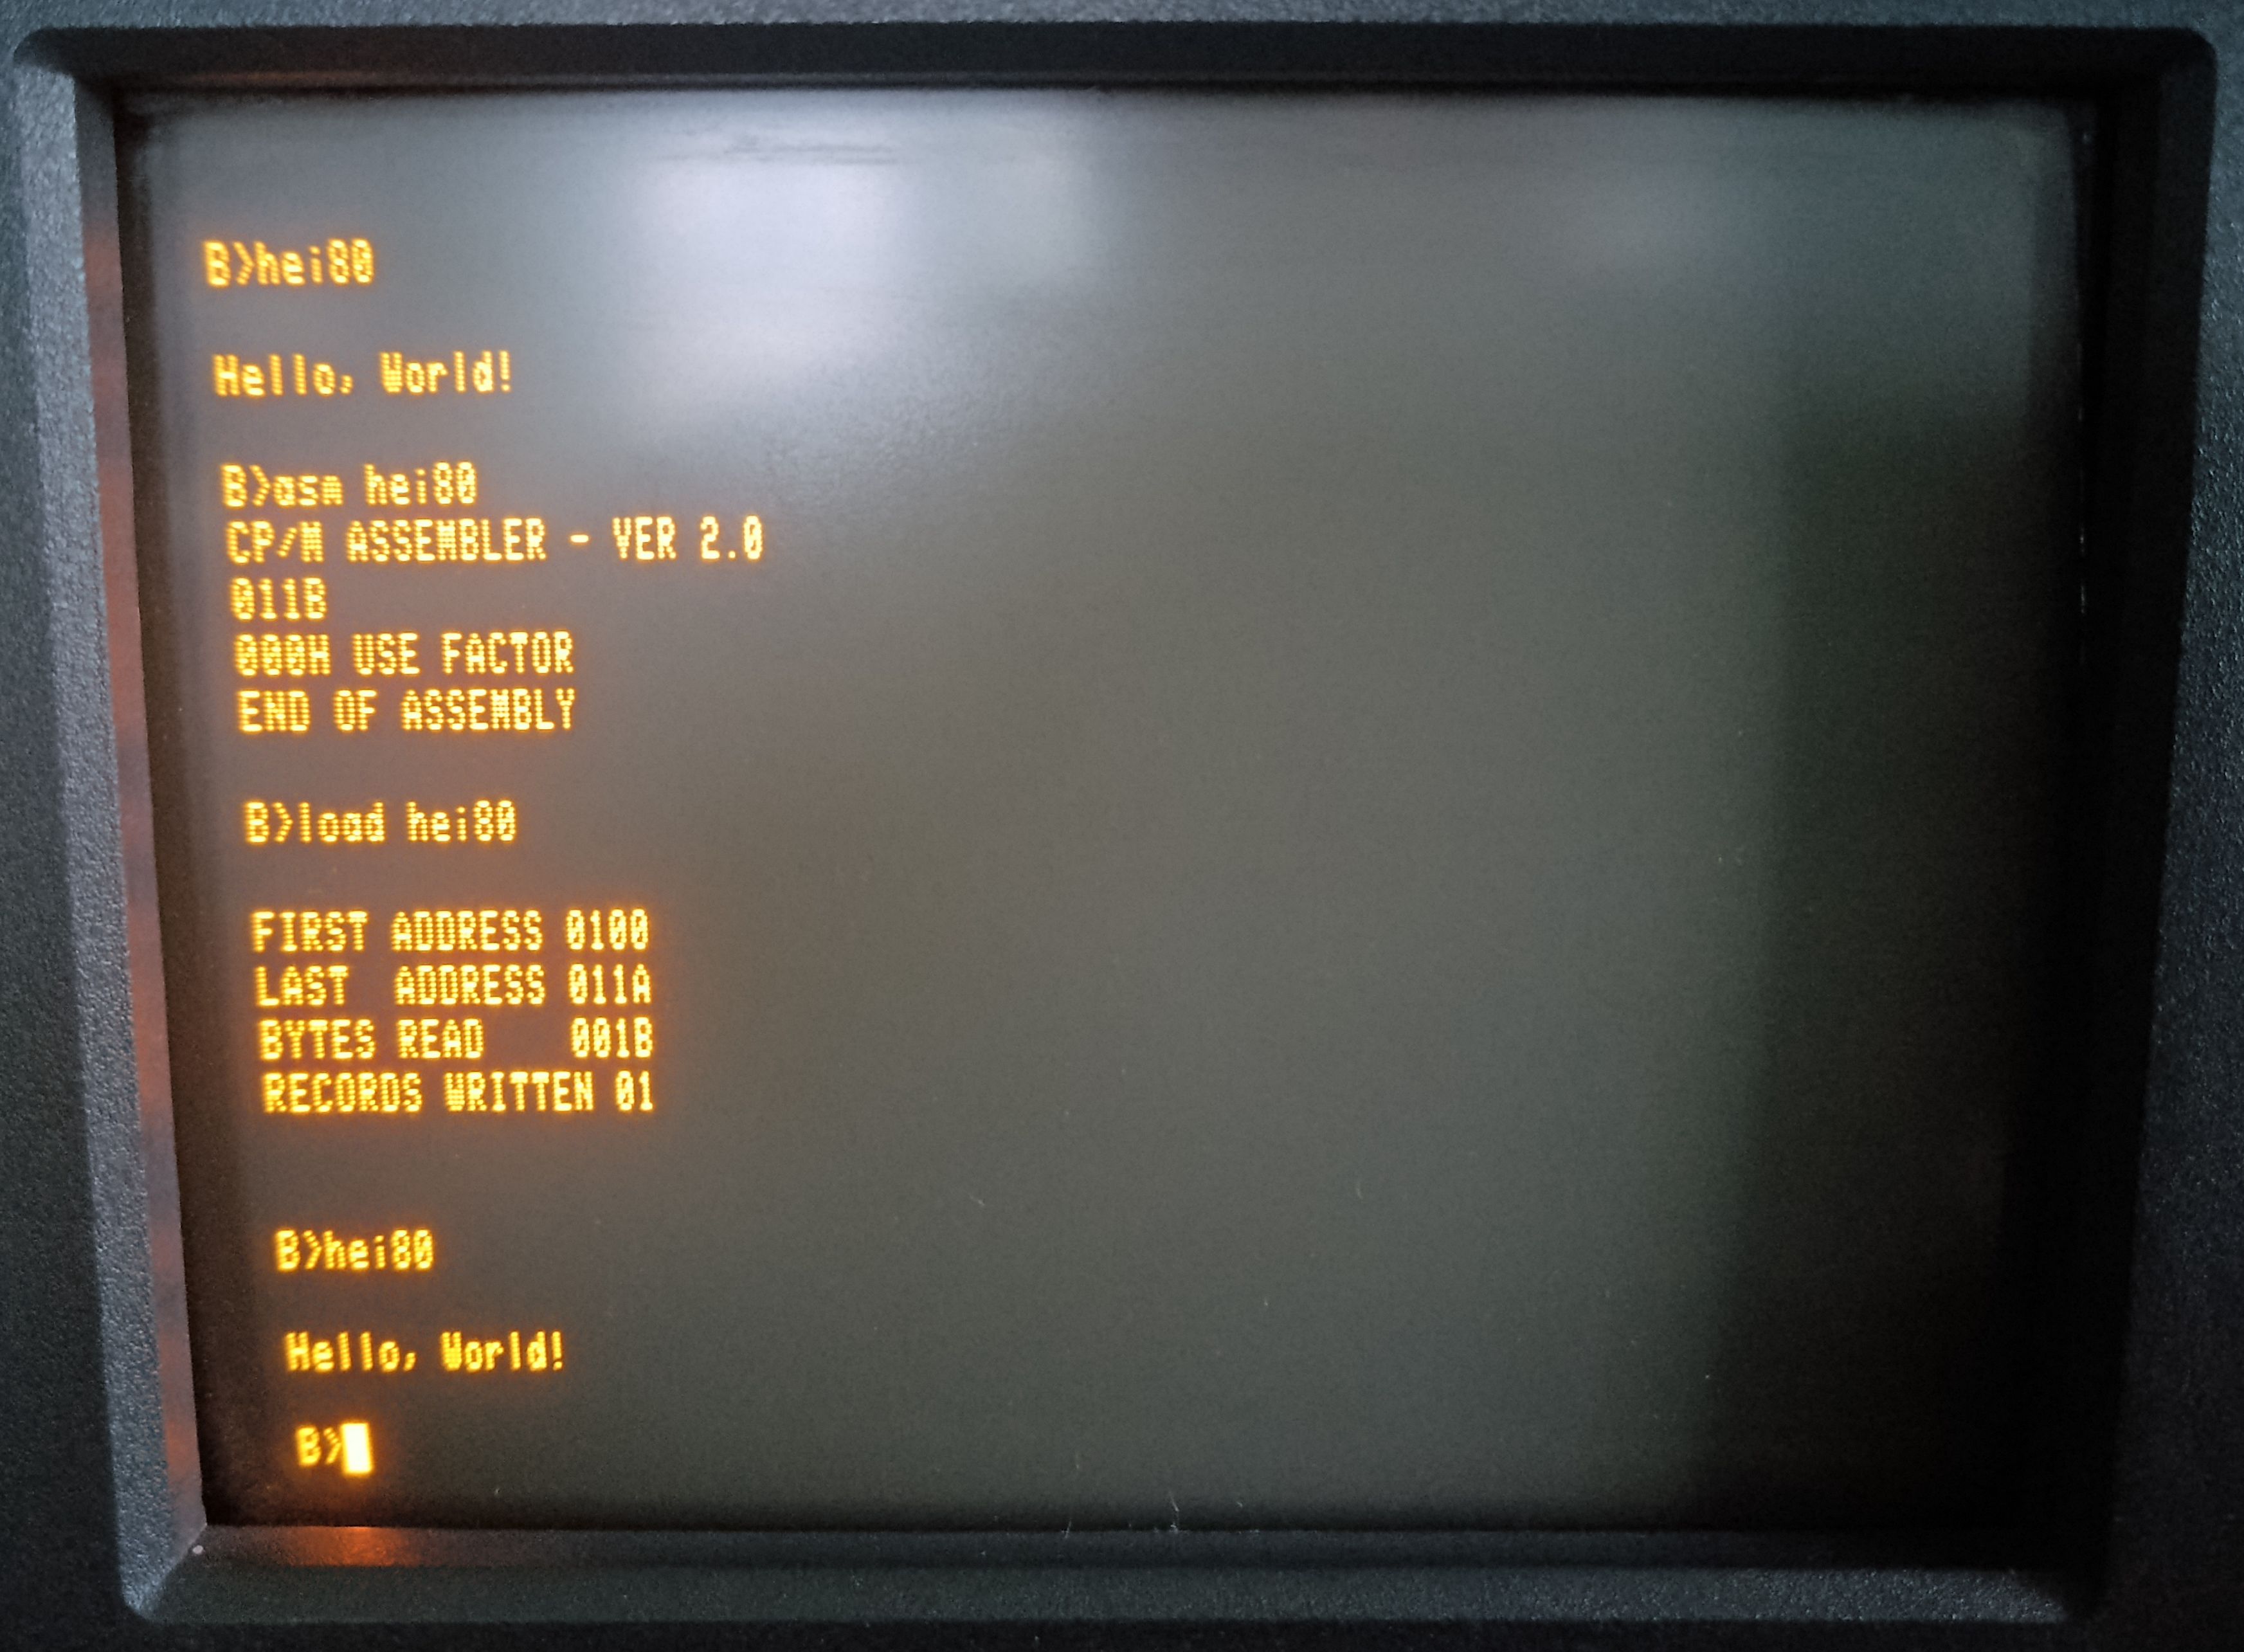 B>hei80
Hello, World!
B>asm hei80
CP/M ASSEMBLER - VER 2.0
011B
000H USE FACTOR
END OF ASSEMBLY
B>load hei80
FIRST ADDRESS 0100
LAST  ADDRESS 011A
BYTES READ    001B
RECORDS WRITTEN 01
B>hei80
Hello, World!
B>